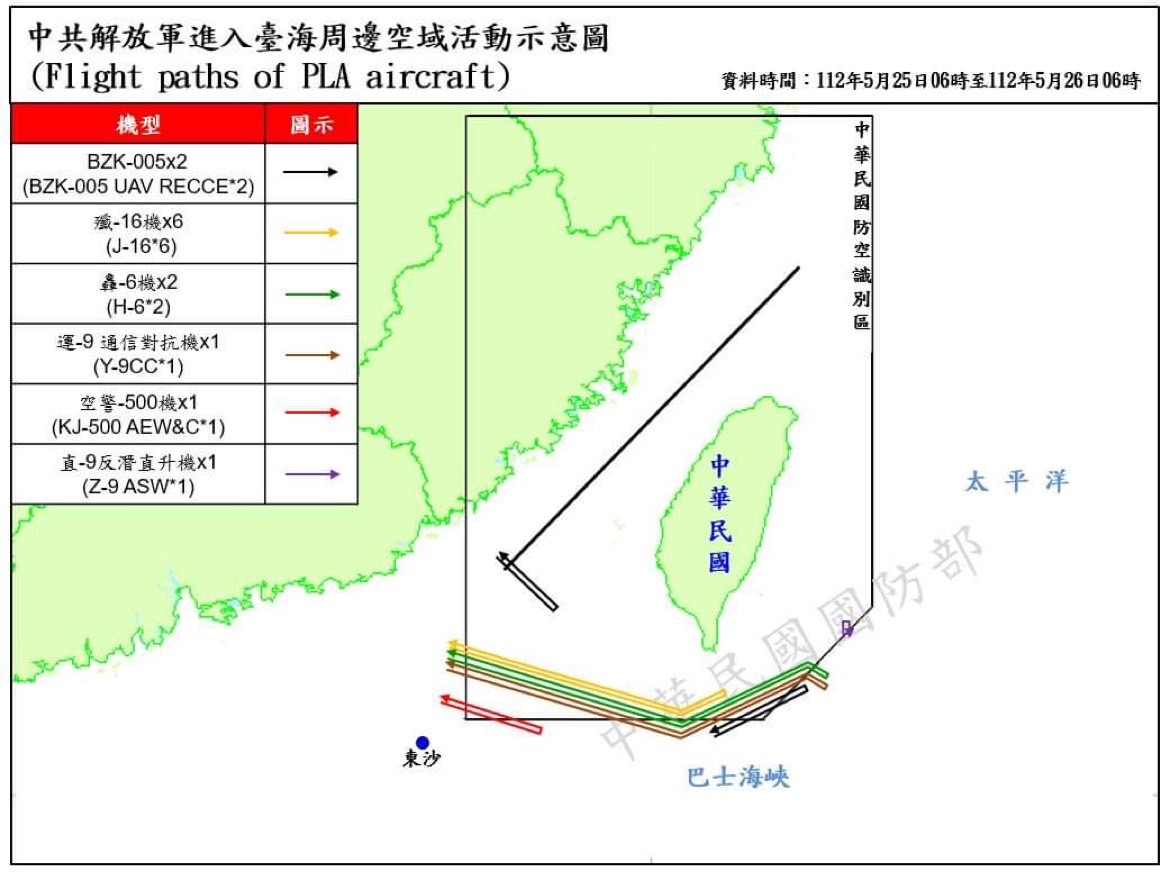 中共解放軍進入臺海周邊空域活動示意圖
(Flight paths of PLA aircraft)
資料時間：112年5月25日06時至112年5月26日06時
機型
圖示
BZK-005x2
(BZK-005 UAV RECCE*2)
殲-16機x6
(J-16*6)
轟-6機x2
(H-6*2)
運-9 通信對抗機x1
(Y-9CC*1)
空警-500機x1
(KJ-500 AEW&C*1)
直-9反潛直升機x1
(Z-9 ASW*1)
中華民國防空識別區
中華民國
太平洋
中華民國國防部
東沙
巴士海峽